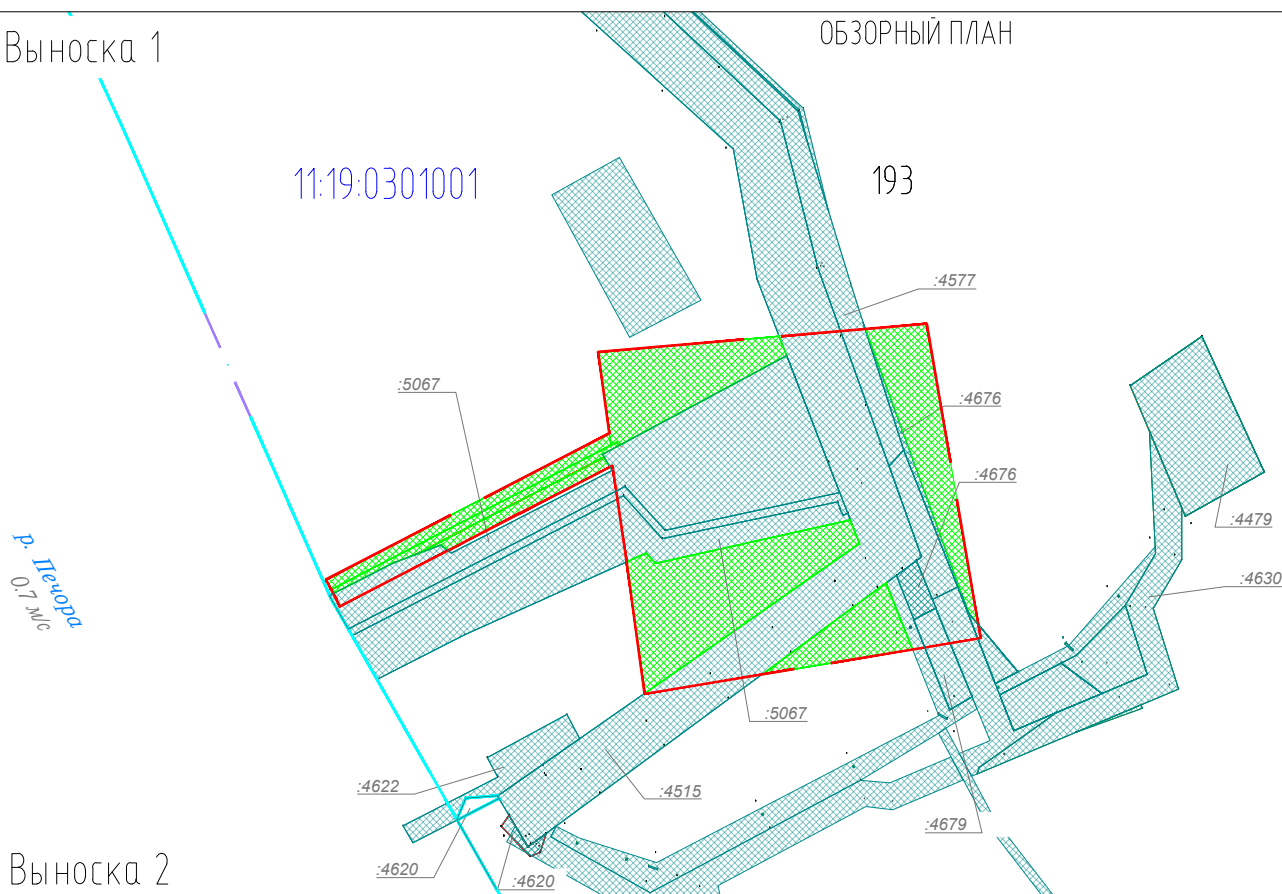 Выноска 1
ОБЗОРНЫЙ ПЛАН
11:19:0301001
193
:4577
:5067
:4676
:4676
:4479
р. Печора
0.7 м/с
:4630
:5067
:4622
:4515
:4679
Выноска 2
:4620
:4620